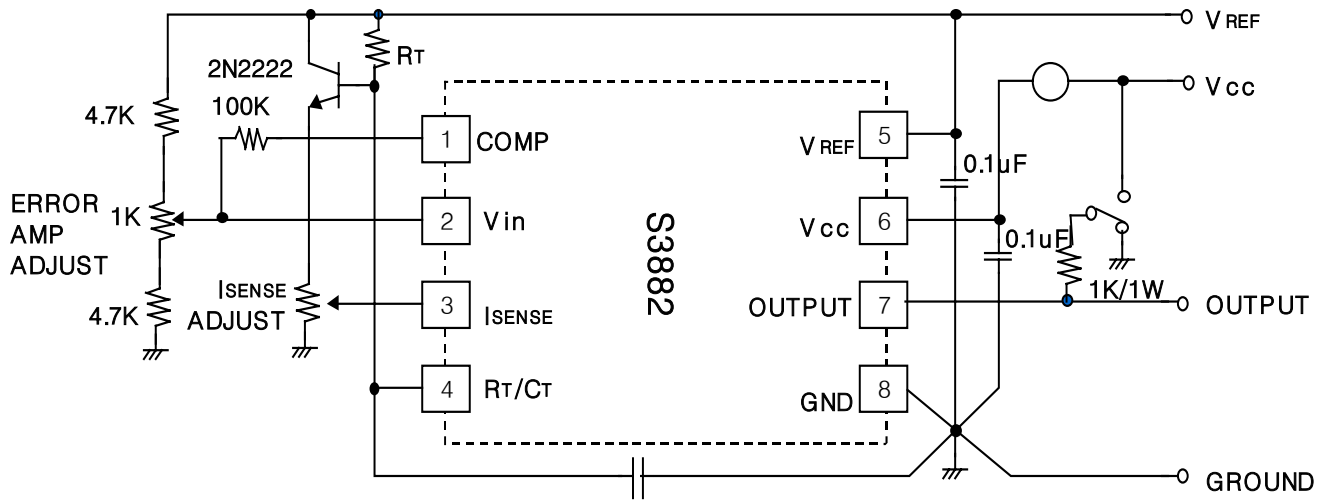 VREF
2N2222
RT
100K
4.7K
1
COMP
5
VREF
VCC
0.1uF
ERROR
AMP
ADJUST
1K
2
Vin
S3882
6
VCC
0.1uF
4.7K
ISENSE
ADJUST
3
ISENSE
7
OUTPUT
1K/1W
OUTPUT
4
RT/CT
8
GND
GROUND